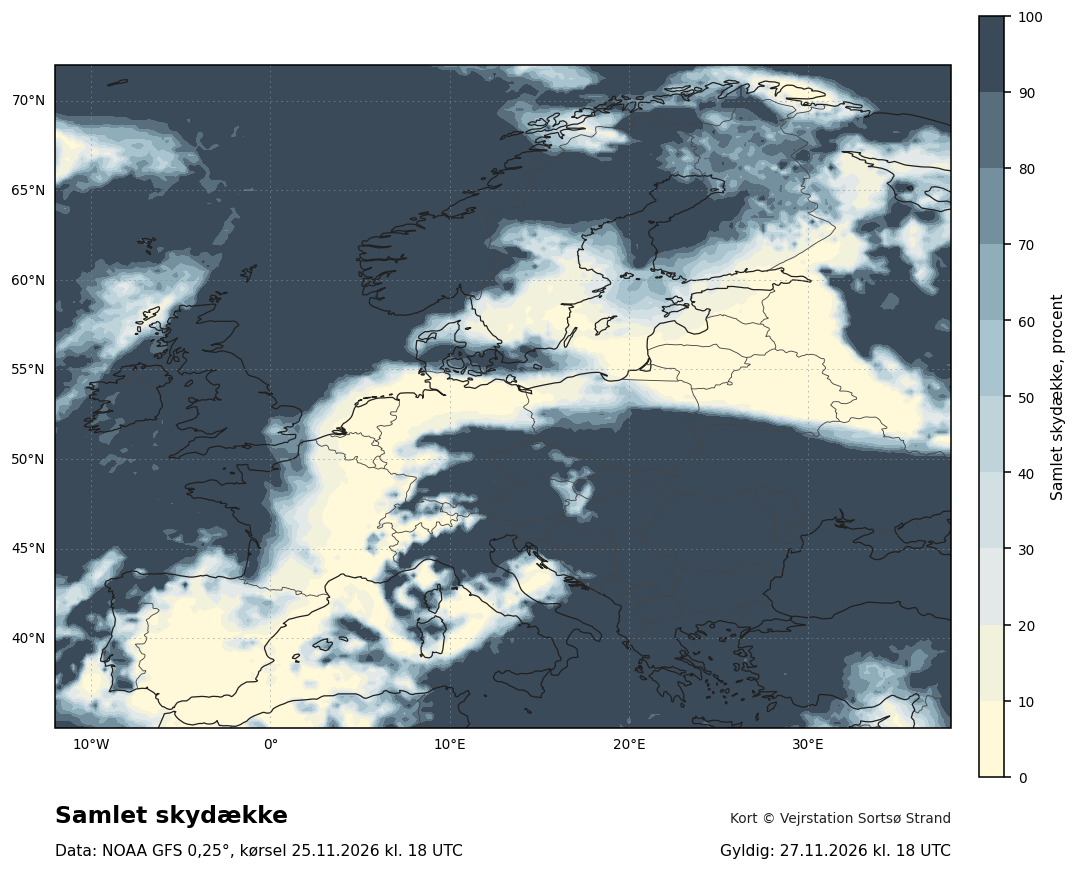 70°N
65°N
60°N
55°N
50°N
45°N
40°N
10°W
0°
10°E
20°E
30°E
100
90
80
70
60
50
40
30
20
10
0
Samlet skydække, procent
Samlet skydække
Kort © Vejrstation Sortsø Strand
Data: NOAA GFS 0,25°, kørsel 25.11.2026 kl. 18 UTC
Gyldig: 27.11.2026 kl. 18 UTC